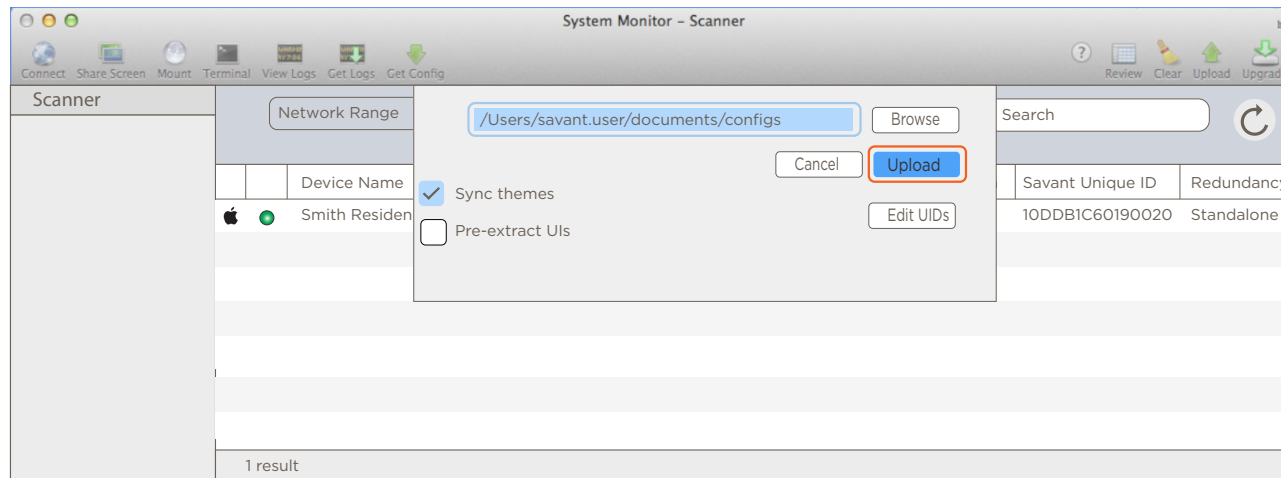 System Monitor – Scanner
Connect Share Screen Mount Terminal View Logs Get Logs Get Config ? Review Clear Upload Upgrad
Scanner
Network Range /Users/savant.user/documents/configs Browse Search
Cancel Upload
Device Name Sync themes Savant Unique ID Redundancy
Smith Residen Pre-extract UIs Edit UIDs 10DDB1C60190020 Standalone
1 result